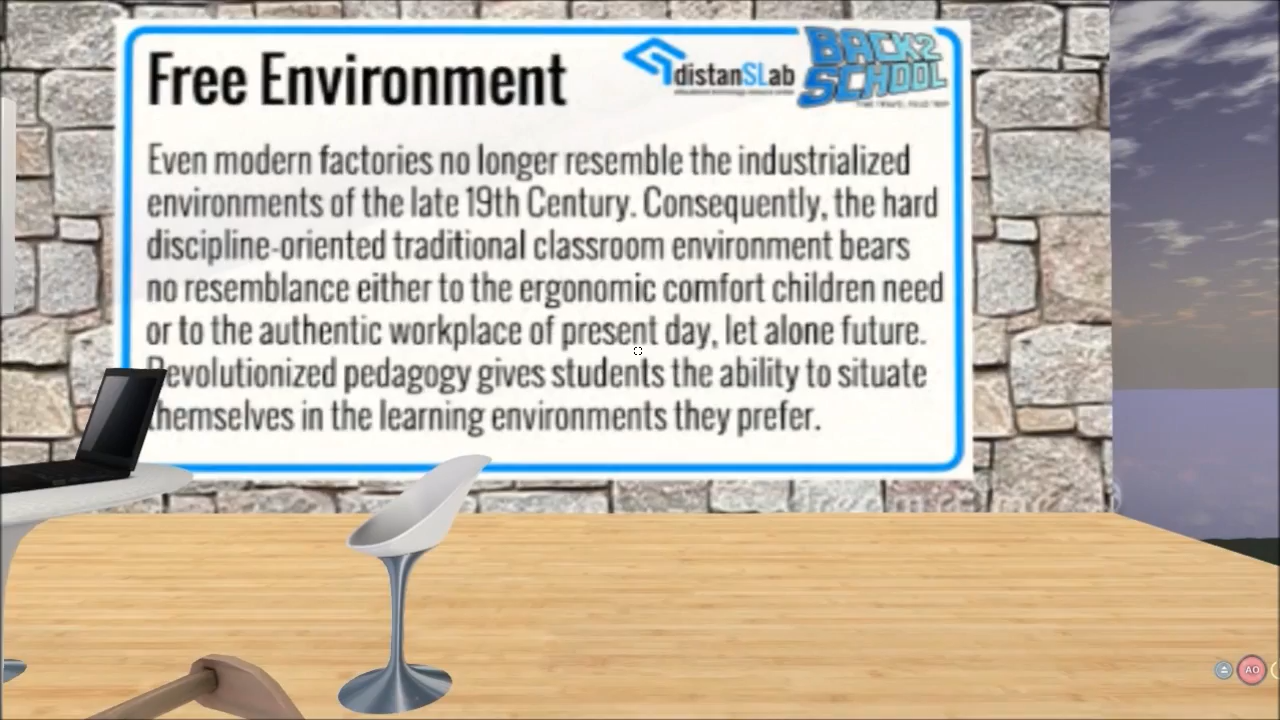 Free Environment
distanSLab
BACK2
SCHOOL
Even modern factories no longer resemble the industrialized
environments of the late 19th Century. Consequently, the hard
discipline-oriented traditional classroom environment bears
no resemblance either to the ergonomic comfort children need
or to the authentic workplace of present day, let alone future.
Revolutionized pedagogy gives students the ability to situate
themselves in the learning environments they prefer.
AO